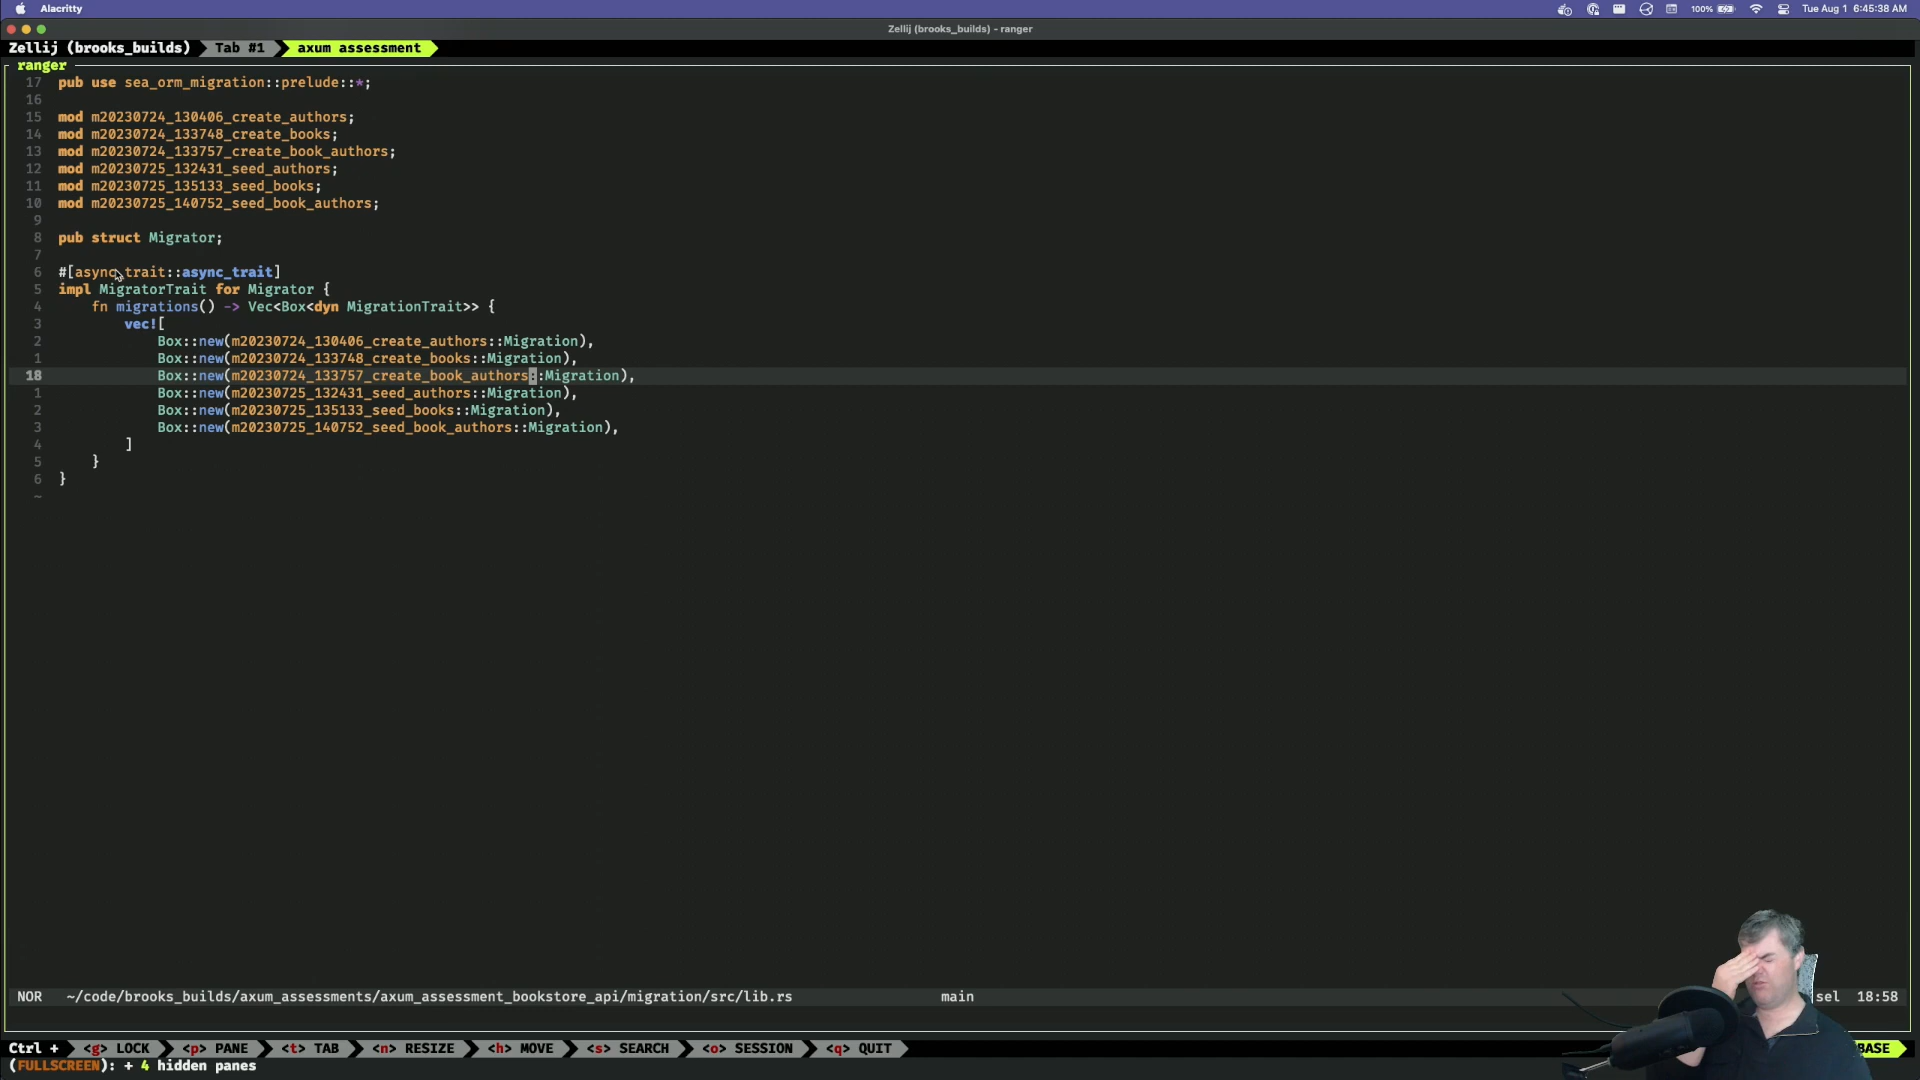 Alacritty
100%
Tue Aug 1 6:45:38 AM
Zellij (brooks_builds) - ranger
Zellij (brooks_builds) Tab #1 axum assessment
ranger
17 pub use sea_orm_migration::prelude::*;
16
15 mod m20230724_130406_create_authors;
14 mod m20230724_133748_create_books;
13 mod m20230724_133757_create_book_authors;
12 mod m20230725_132431_seed_authors;
11 mod m20230725_135133_seed_books;
10 mod m20230725_140752_seed_book_authors;
9
8 pub struct Migrator;
7
6 #[async_trait::async_trait]
5 impl MigratorTrait for Migrator {
4 fn migrations() -> Vec<Box<dyn MigrationTrait>> {
3 vec![
2 Box::new(m20230724_130406_create_authors::Migration),
1 Box::new(m20230724_133748_create_books::Migration),
18 Box::new(m20230724_133757_create_book_authors::Migration),
1 Box::new(m20230725_132431_seed_authors::Migration),
2 Box::new(m20230725_135133_seed_books::Migration),
3 Box::new(m20230725_140752_seed_book_authors::Migration),
4 ]
5 }
6 }
~
NOR ~/code/brooks_builds/axum_assessments/axum_assessment_bookstore_api/migration/src/lib.rs main sel 18:58
Ctrl + <g> LOCK <p> PANE <t> TAB <n> RESIZE <h> MOVE <s> SEARCH <o> SESSION <q> QUIT BASE
(FULLSCREEN): + 4 hidden panes